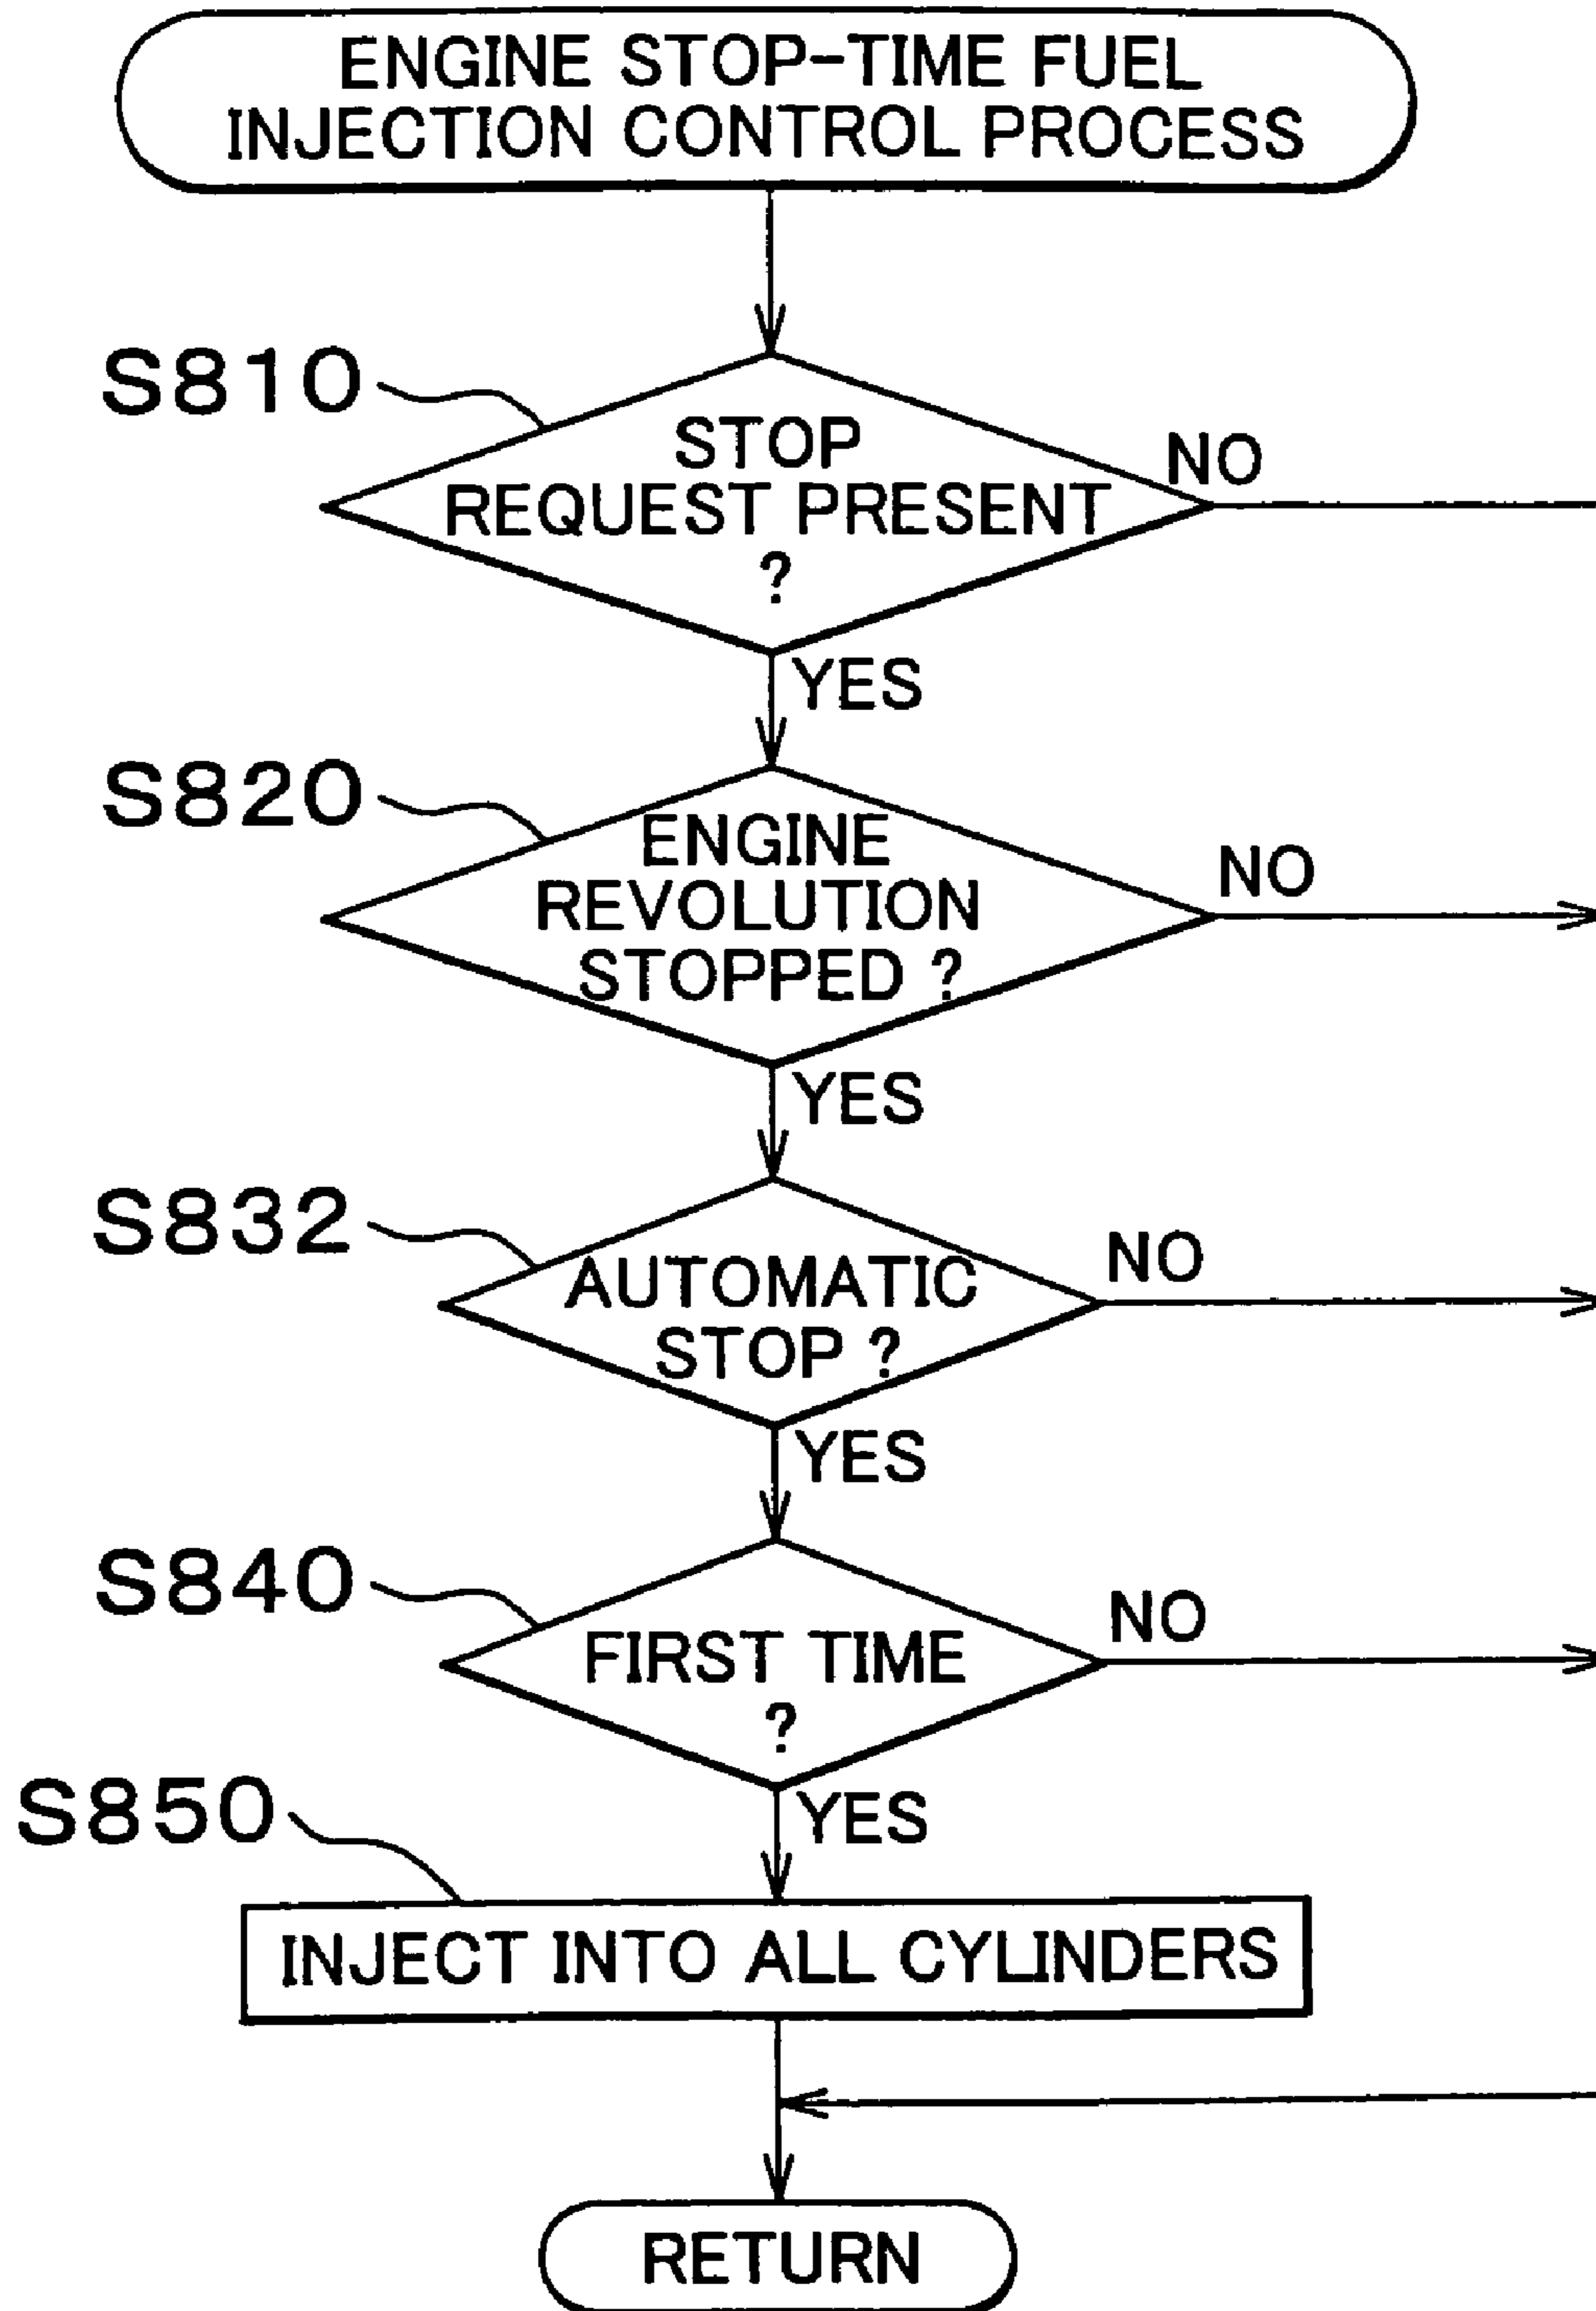 ENGINE STOP-TIME FUEL
INJECTION CONTROL PROCESS
S810
STOP
REQUEST PRESENT
?
NO
YES
S820
ENGINE
REVOLUTION
STOPPED ?
NO
YES
S832
AUTOMATIC
STOP ?
NO
YES
S840
FIRST TIME
?
NO
YES
S850
INJECT INTO ALL CYLINDERS
RETURN